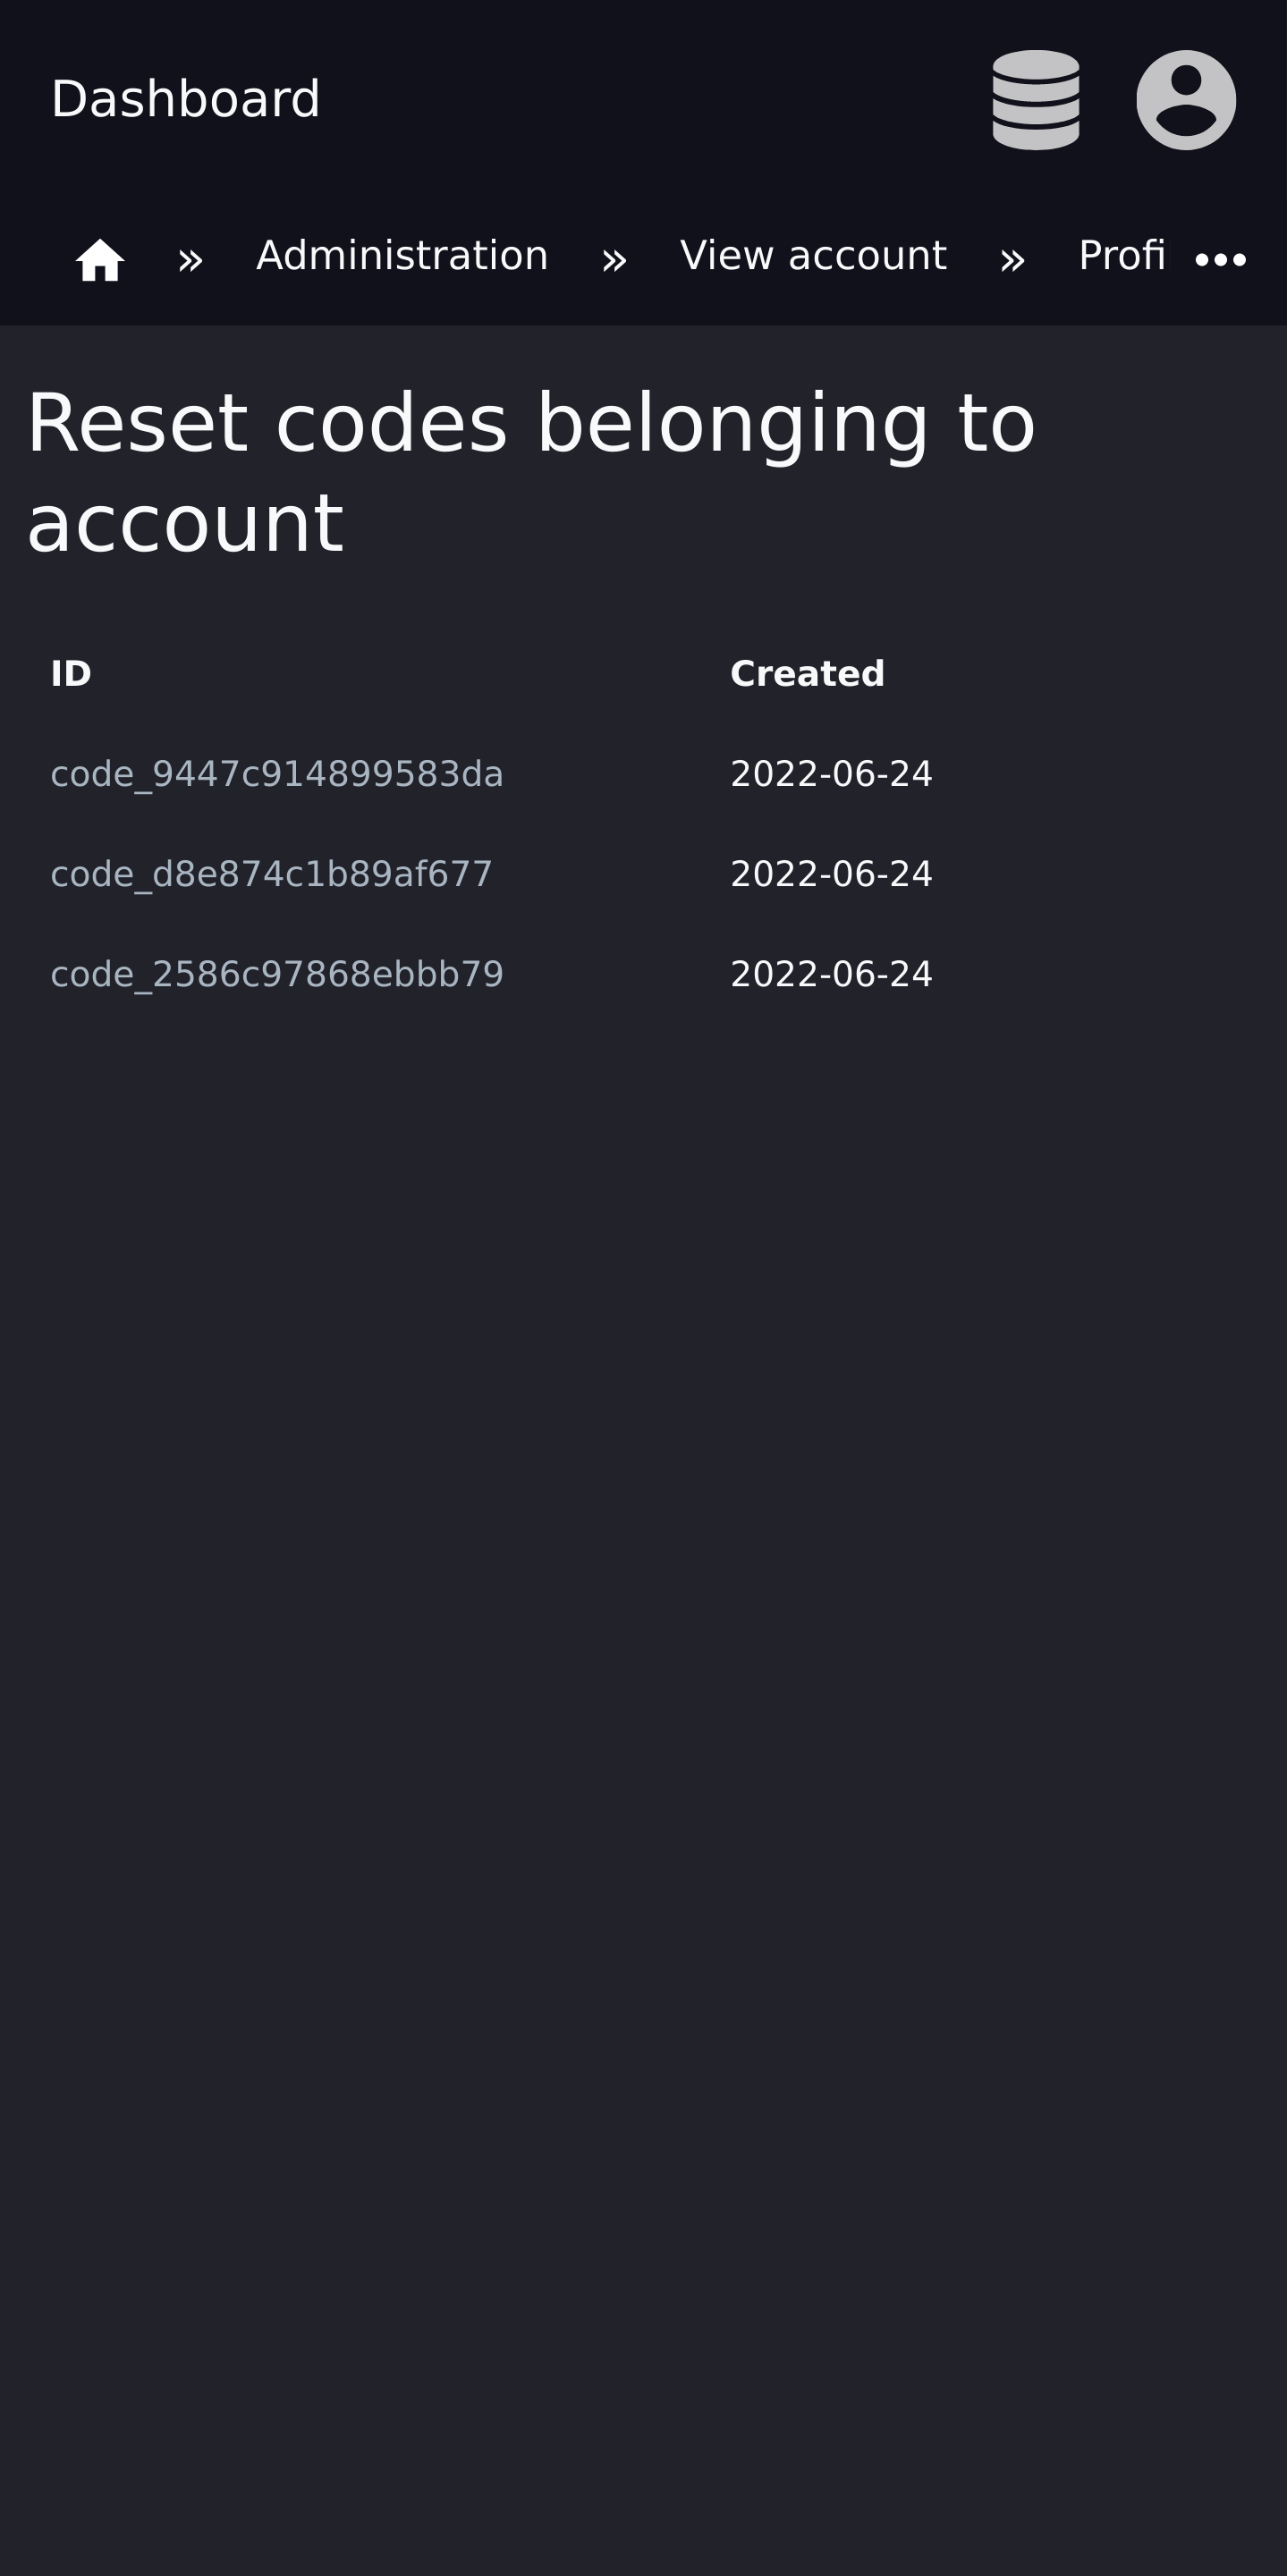 Dashboard
» Administration » View account » Profi •••
Reset codes belonging to
account
ID Created
code_9447c914899583da 2022-06-24
code_d8e874c1b89af677 2022-06-24
code_2586c97868ebbb79 2022-06-24